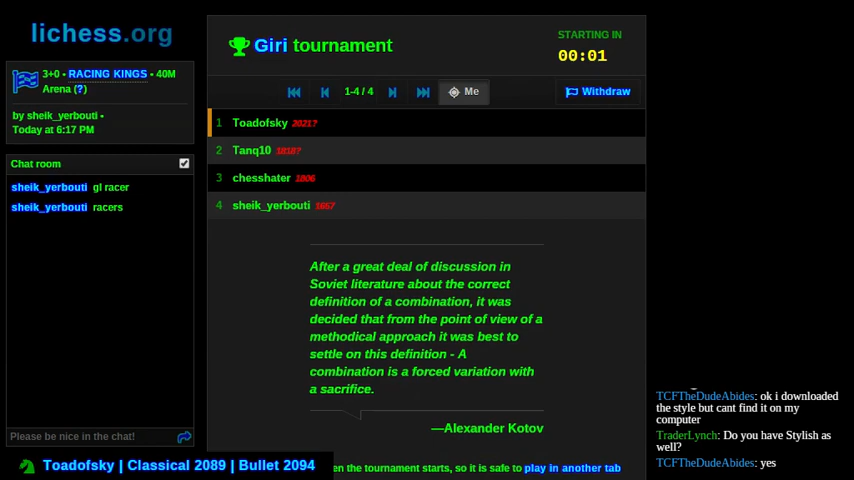 lichess.org
3+0 • RACING KINGS • 40M
Arena (?)
by sheik_yerbouti •
Today at 6:17 PM
Chat room
sheik_yerbouti gl racer
sheik_yerbouti racers
Please be nice in the chat!
Giri tournament
STARTING IN
00:01
1-4 / 4
Me
Withdraw
1 Toadofsky 2021?
2 Tanq10 1818?
3 chesshater 1806
4 sheik_yerbouti 1657
After a great deal of discussion in
Soviet literature about the correct
definition of a combination, it was
decided that from the point of view of a
methodical approach it was best to
settle on this definition - A
combination is a forced variation with
a sacrifice.
—Alexander Kotov
en the tournament starts, so it is safe to play in another tab
Toadofsky | Classical 2089 | Bullet 2094
TCFTheDudeAbides: ok i downloaded
the style but cant find it on my
computer
TraderLynch: Do you have Stylish as
well?
TCFTheDudeAbides: yes